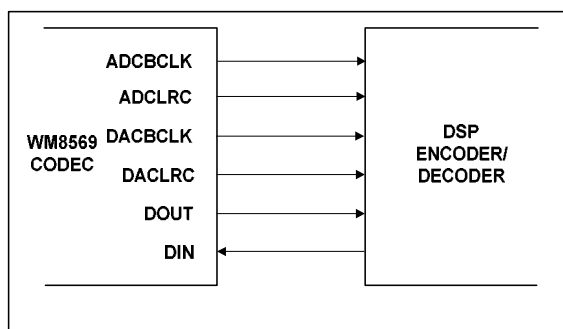 ADCBCLK
ADCLRC
WM8569 DACBCLK
CODEC
DACLRC
DOUT
DIN
DSP
ENCODER/
DECODER